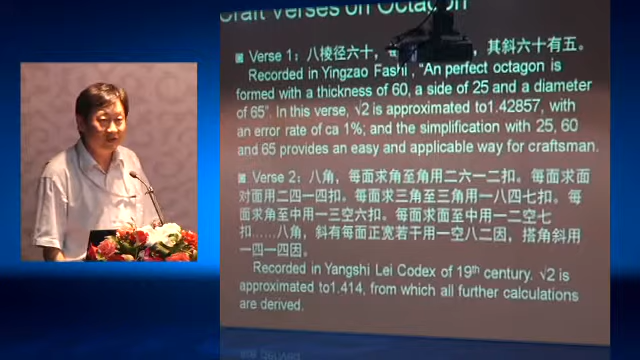 Craft Verses on Octagon
Verse 1：八棱径六十，每 其斜六十有五。
Recorded in Yingzao Fashi, “An perfect octagon is
formed with a thickness of 60, a side of 25 and a diameter
of 65”. In this verse, √2 is approximated to1.42857, with
an error rate of ca 1%; and the simplification with 25, 60
and 65 provides an easy and applicable way for craftsman.
Verse 2：八角，每面求角至角用二六一二扣。每面求面
对面用二四一四扣。每面求三角至三角用一八四七扣。每
面求角至中用一三空六扣。每面求面至中用一二空七
扣……八角，斜有每面正宽若干用一空八二因，搭角斜用
一四一四因。
Recorded in Yangshi Lei Codex of 19th century. √2 is
approximated to1.414, from which all further calculations
are derived.